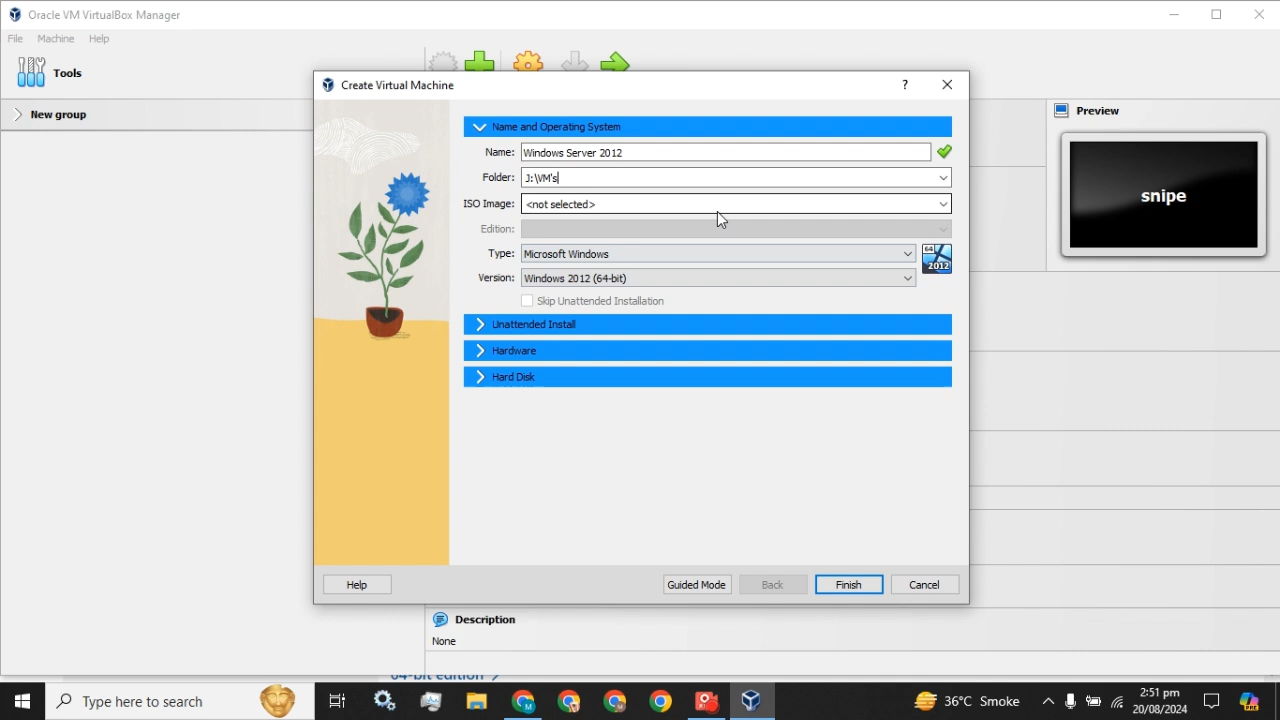 Oracle VM VirtualBox Manager
File Machine Help
Tools
New group
Create Virtual Machine
?
Name and Operating System
Name: Windows Server 2012
Folder: J:\VM's
ISO Image: <not selected>
Edition:
Type: Microsoft Windows
64
2012
Version: Windows 2012 (64-bit)
Skip Unattended Installation
Unattended Install
Hardware
Hard Disk
Help Guided Mode Back Finish Cancel
Preview
snipe
Description
None
64-bit edition
Type here to search
36°C Smoke
2:51 pm
20/08/2024